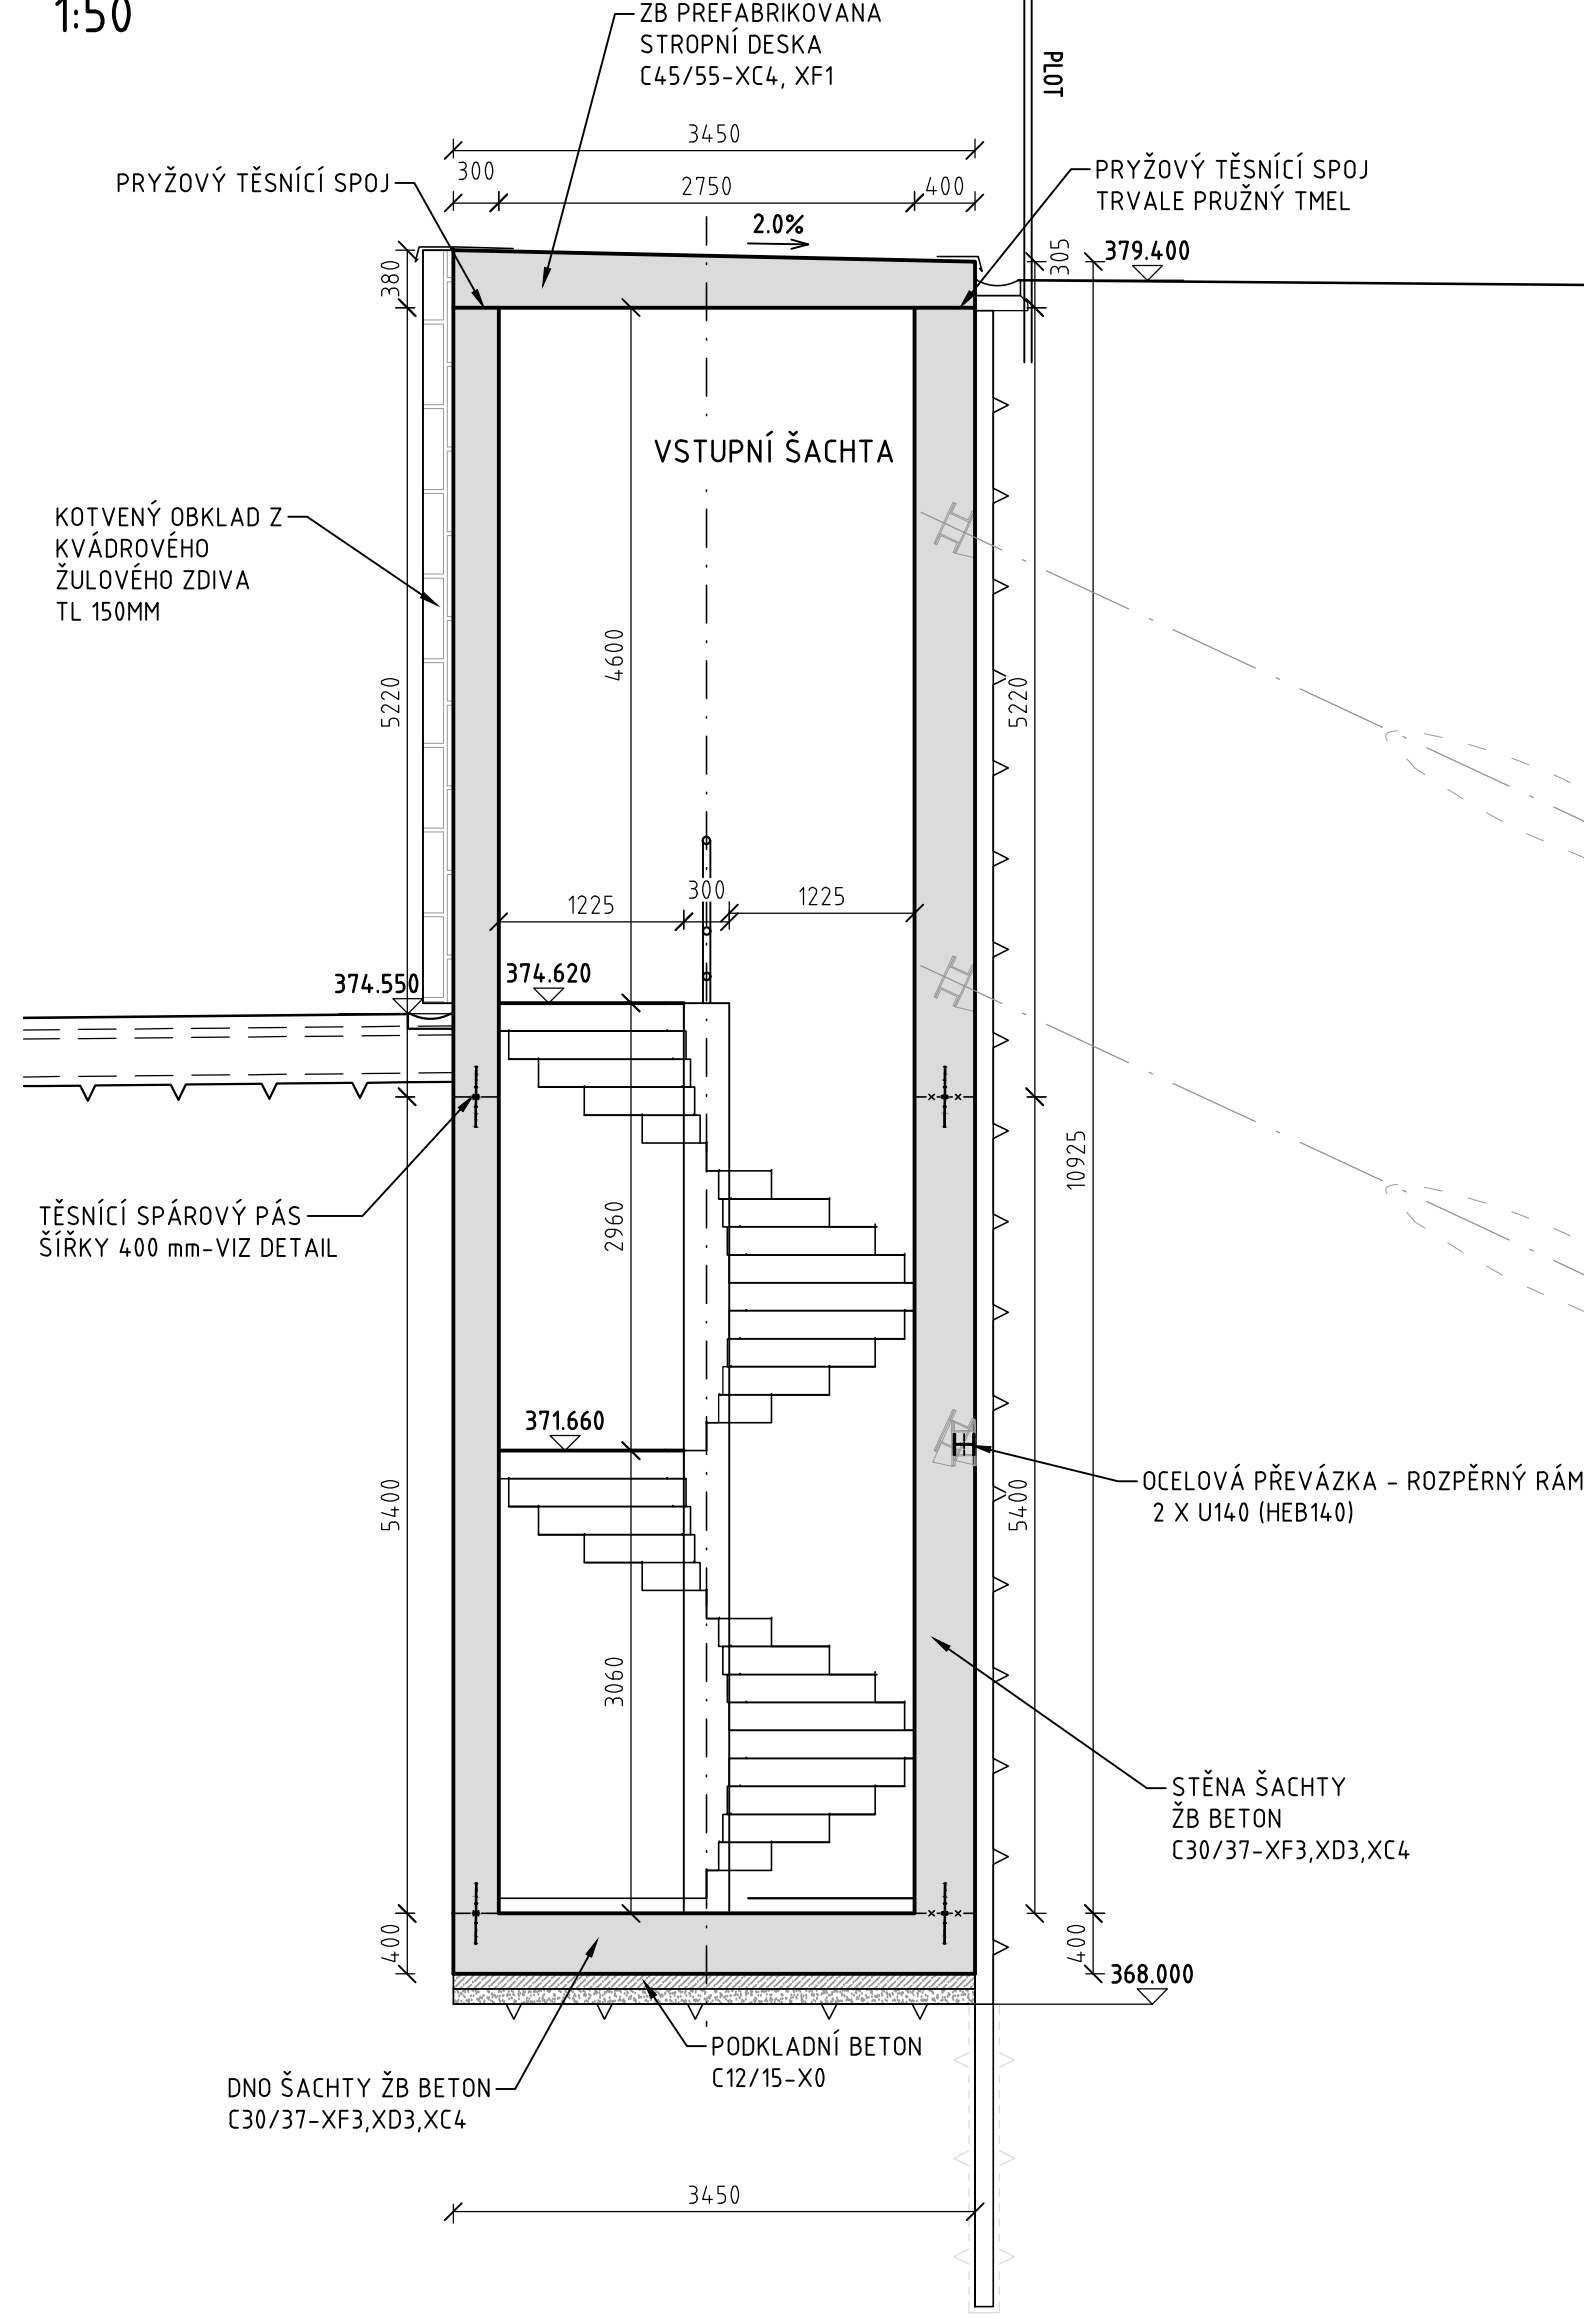 1:50
ŽB PREFABRIKOVANÁ
STROPNÍ DESKA
C45/55-XC4, XF1
PLOT
3450
PRYŽOVÝ TĚSNÍCÍ SPOJ
300
2750
400
PRYŽOVÝ TĚSNÍCÍ SPOJ
TRVALE PRUŽNÝ TMEL
2.0%
380
305
379.400
VSTUPNÍ ŠACHTA
KOTVENÝ OBKLAD Z
KVÁDROVÉHO
ŽULOVÉHO ZDIVA
TL 150MM
4600
5220
5220
1225
300
1225
374.550
374.620
10925
TĚSNÍCÍ SPÁROVÝ PÁS
ŠÍŘKY 400 mm-VIZ DETAIL
2960
371.660
5400
5400
OCELOVÁ PŘEVÁZKA - ROZPĚRNÝ RÁM
2 X U140 (HEB140)
3060
STĚNA ŠACHTY
ŽB BETON
C30/37-XF3,XD3,XC4
400
400
368.000
PODKLADNÍ BETON
C12/15-X0
DNO ŠACHTY ŽB BETON
C30/37-XF3,XD3,XC4
3450